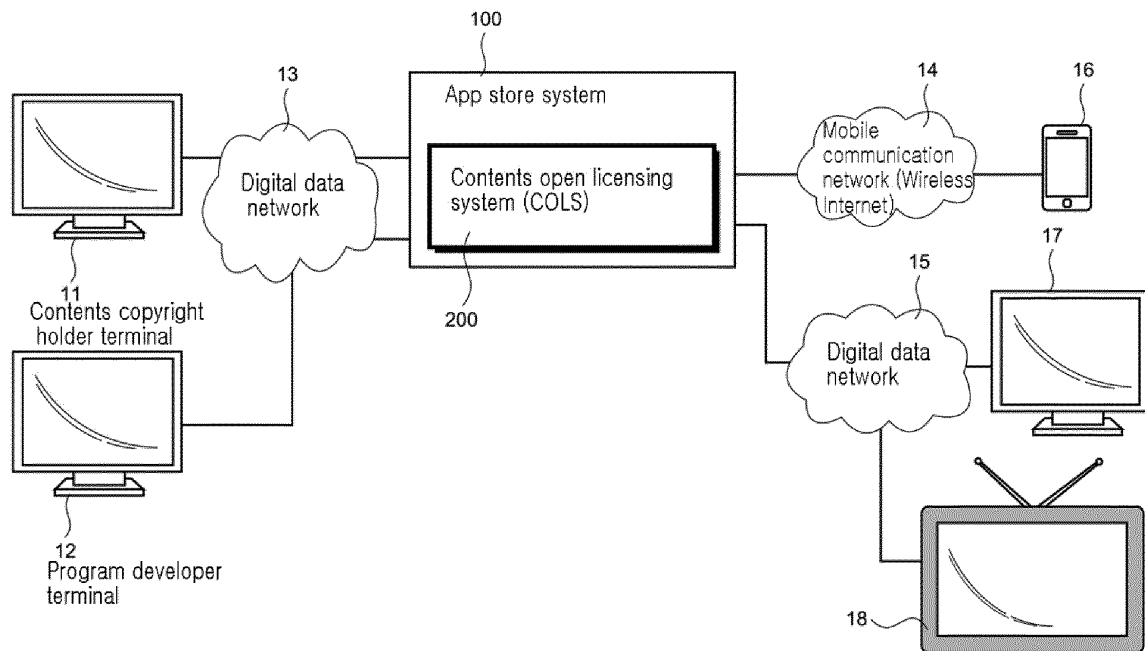 100
App store system
Contents open licensing
system (COLS)
200
13
Digital data
network
11
Contents copyright
holder terminal
12
Program developer
terminal
14
Mobile
communication
network (Wireless
Internet)
16
15
Digital data
network
17
18